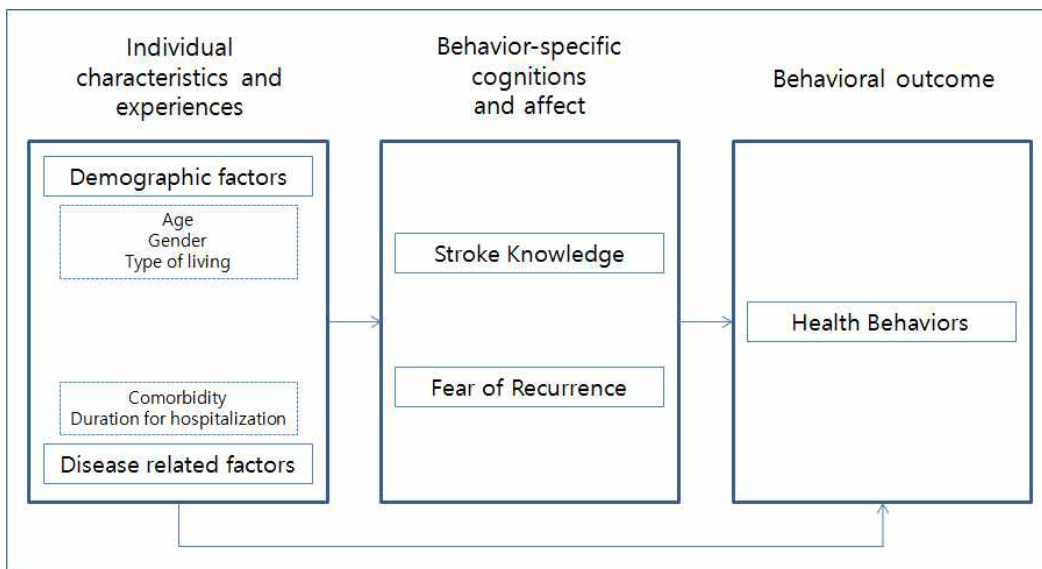 Individual
characteristics and
experiences
Demographic factors
Age
Gender
Type of living
Comorbidity
Duration for hospitalization
Disease related factors
Behavior-specific
cognitions
and affect
Stroke Knowledge
Fear of Recurrence
Behavioral outcome
Health Behaviors